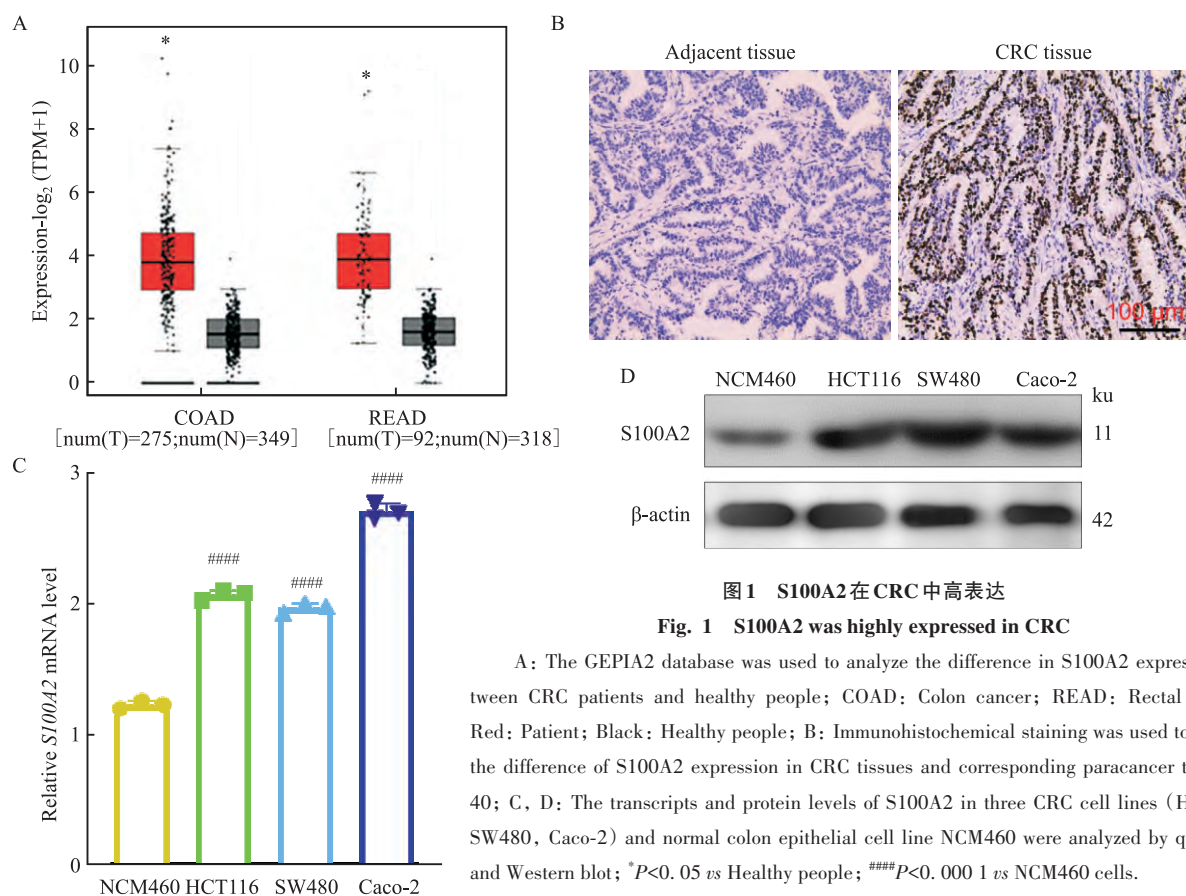 A
*
*
10
8
6
4
2
0
Expression-log₂ (TPM+1)
COAD
READ
[num(T)=275;num(N)=349]
[num(T)=92;num(N)=318]
B
Adjacent tissue
CRC tissue
100 μm
C
3
2
1
0
Relative S100A2 mRNA level
####
####
####
NCM460 HCT116 SW480 Caco-2
D
NCM460 HCT116 SW480 Caco-2
ku
S100A2
11
β-actin
42
图1 S100A2在CRC中高表达
Fig. 1 S100A2 was highly expressed in CRC
A: The GEPIA2 database was used to analyze the difference in S100A2 expres
tween CRC patients and healthy people; COAD: Colon cancer; READ: Rectal
Red: Patient; Black: Healthy people; B: Immunohistochemical staining was used to
the difference of S100A2 expression in CRC tissues and corresponding paracancer t
40; C, D: The transcripts and protein levels of S100A2 in three CRC cell lines (H
SW480, Caco-2) and normal colon epithelial cell line NCM460 were analyzed by q
and Western blot; *P<0. 05 vs Healthy people; ####P<0. 000 1 vs NCM460 cells.